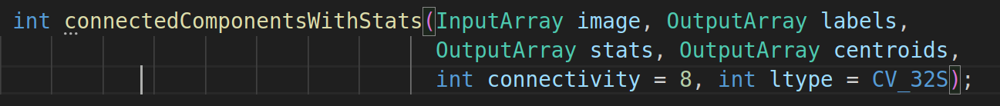 int connectedComponentsWithStats(InputArray image, OutputArray labels,
OutputArray stats, OutputArray centroids,
int connectivity = 8, int ltype = CV_32S);